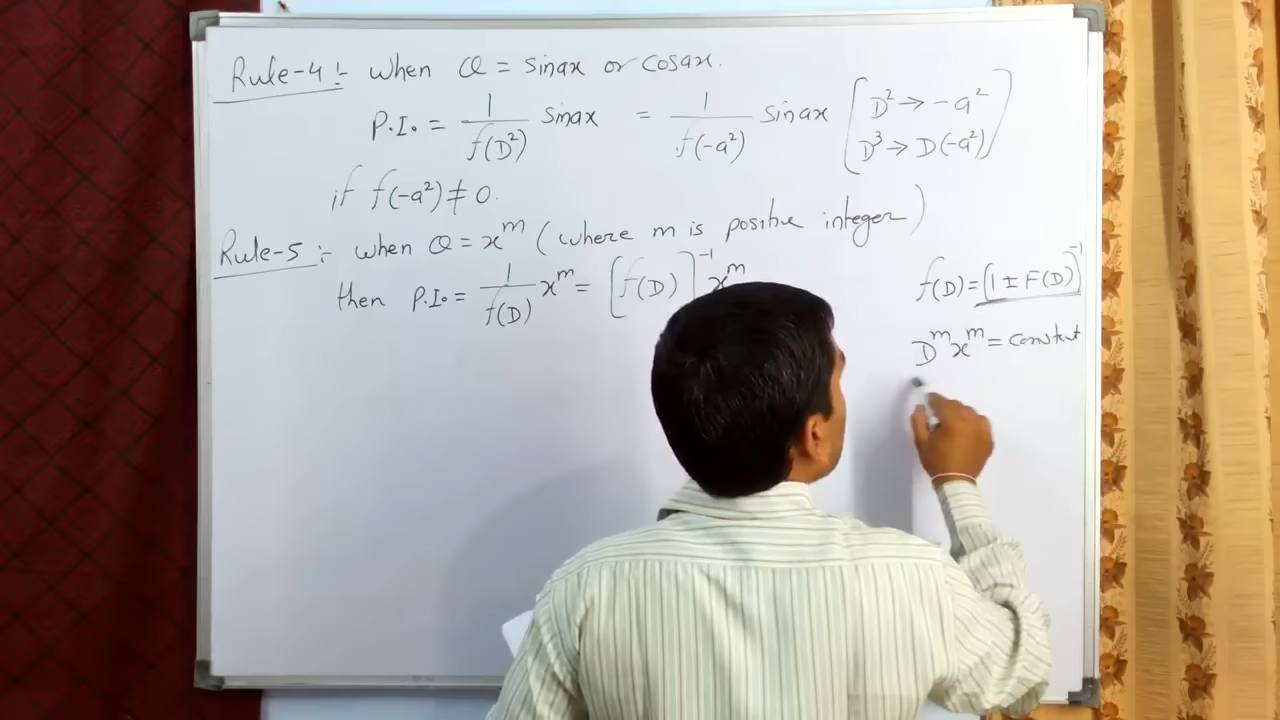 Rule-4 :- when Q = sinax or cosax.
P.I. = 1/f(D²) sinax = 1/f(-a²) sinax [D² → -a²
D³ → D(-a²)]
if f(-a²) ≠ 0.
Rule-5 :- when Q = x^m (where m is positive integer)
then P.I. = 1/f(D) x^m = [f(D)]^-1 x^m
f(D) = (1 ± F(D))^-1
D^m x^m = constant